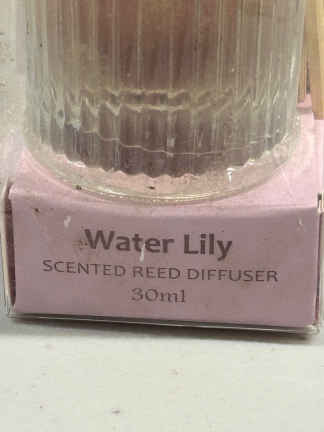 Water Lily
SCENTED REED DIFFUSER
30ml